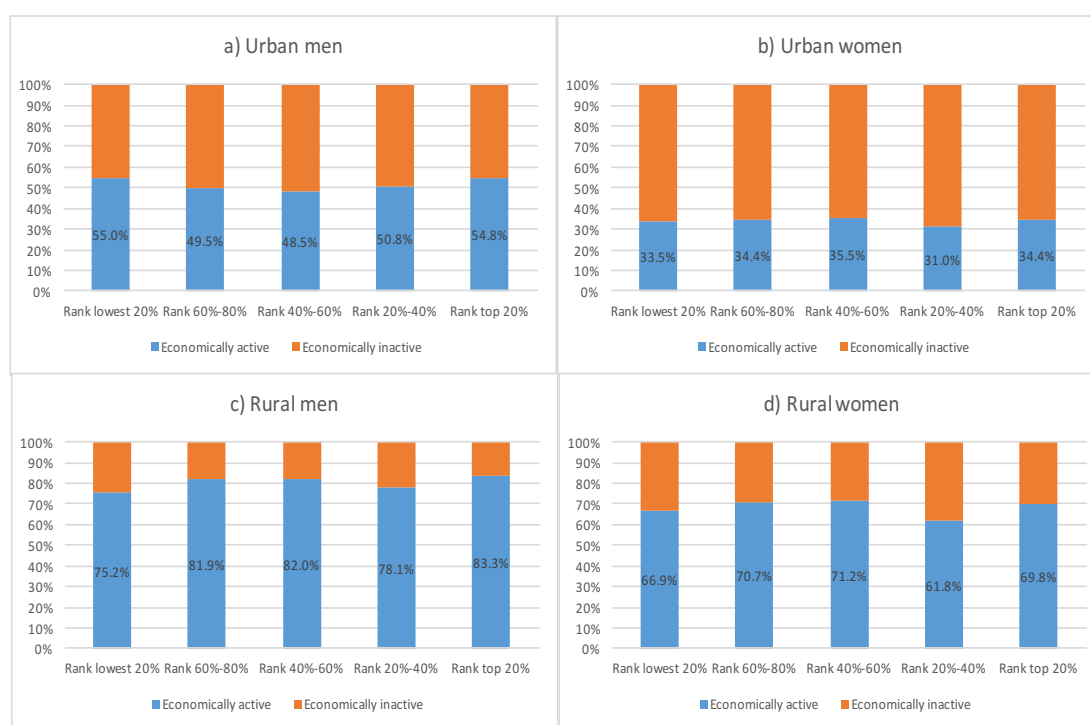 a) Urban men
100%
90%
80%
70%
60%
50%
40%
30%
20%
10%
0%
55.0% 49.5% 48.5% 50.8% 54.8%
Rank lowest 20% Rank 60%-80% Rank 40%-60% Rank 20%-40% Rank top 20%
Economically active Economically inactive
b) Urban women
100%
90%
80%
70%
60%
50%
40%
30%
20%
10%
0%
33.5% 34.4% 35.5% 31.0% 34.4%
Rank lowest 20% Rank 60%-80% Rank 40%-60% Rank 20%-40% Rank top 20%
Economically active Economically inactive
c) Rural men
100%
90%
80%
70%
60%
50%
40%
30%
20%
10%
0%
75.2% 81.9% 82.0% 78.1% 83.3%
Rank lowest 20% Rank 60%-80% Rank 40%-60% Rank 20%-40% Rank top 20%
Economically active Economically inactive
d) Rural women
100%
90%
80%
70%
60%
50%
40%
30%
20%
10%
0%
66.9% 70.7% 71.2% 61.8% 69.8%
Rank lowest 20% Rank 60%-80% Rank 40%-60% Rank 20%-40% Rank top 20%
Economically active Economically inactive